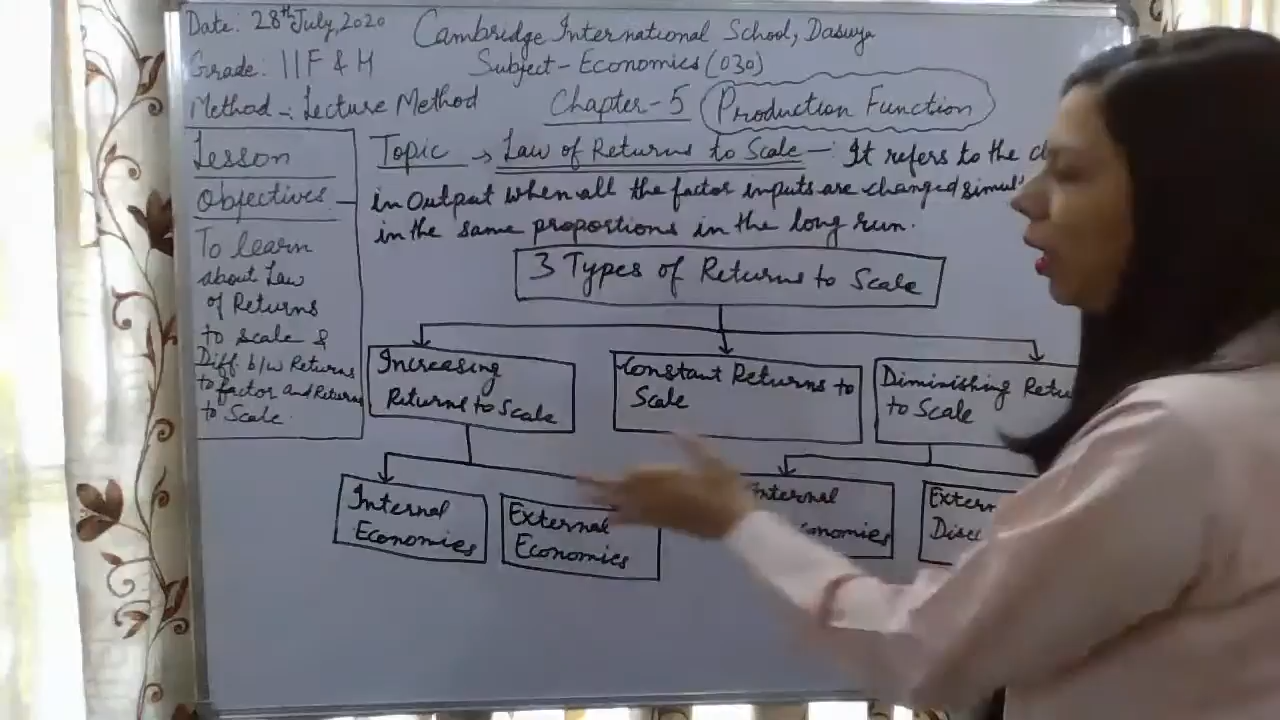 Date: 28th July, 2020
Cambridge International School, Dasuya
Grade: 11 F & H
Subject - Economics (030)
Method :- Lecture Method
Chapter-5 Production Function
Lesson
Objectives -
To learn
about Law
of Returns
to Scale &
Diff b/w Returns
to factor and Returns
to Scale.
Topic → Law of Returns to Scale -: It refers to the
in output when all the factor inputs are changed
in the same proportions in the long run.
3 Types of Returns to Scale
Increasing
Returns to Scale
Constant Returns to
Scale
Diminishing
to Scale
Internal
Economies
External
Economies
Internal